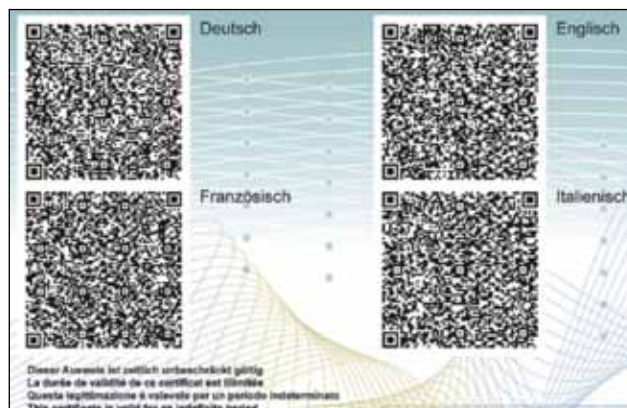 Deutsch
Englisch
Französisch
Italienisch
Dieser Ausweis ist zeitlich unbeschränkt gültig
La durée de validité de ce certificat est illimitée
Questa legittimazione è valevole per un periodo indeterminato
This certificate is valid for an indefinite period